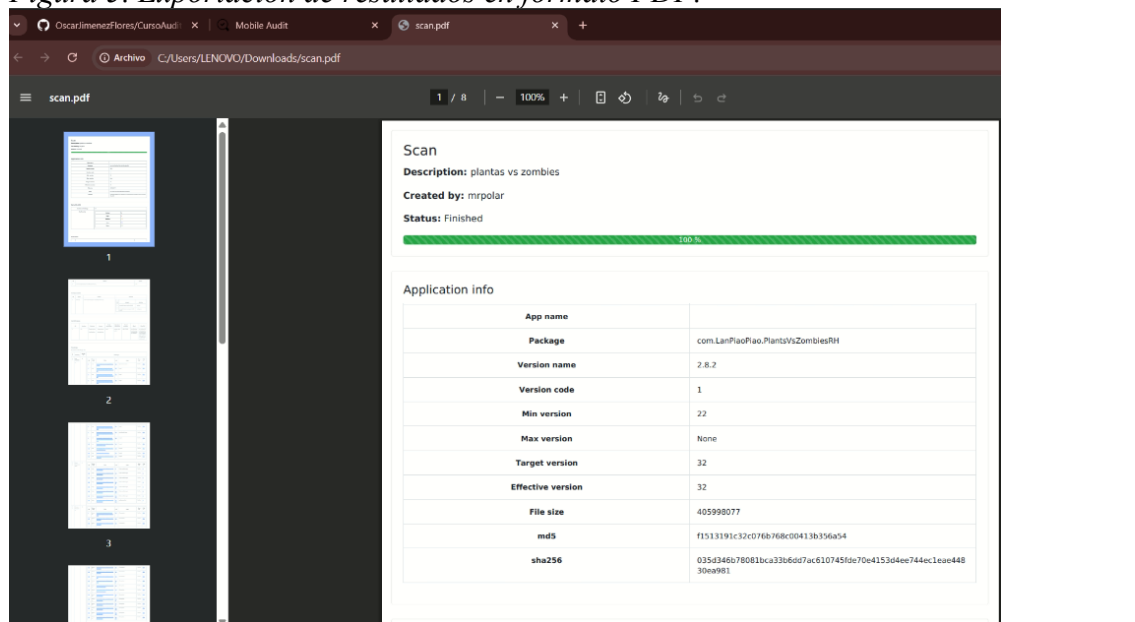 Figura 5. Exportación de resultados en formato PDF.
OscarJimenezFlores/CursoAudit
Mobile Audit
scan.pdf
Archivo C:/Users/LENOVO/Downloads/scan.pdf
scan.pdf
1 / 8
100%
1
2
3
Scan
Description: plantas vs zombies
Created by: mrpolar
Status: Finished
100 %
Application info
App name
Package com.LanPiaoPiao.PlantsVsZombiesRH
Version name 2.8.2
Version code 1
Min version 22
Max version None
Target version 32
Effective version 32
File size 405998077
md5 f1513191c32c076b768c00413b356a54
sha256 035d346b78081bca33b6dd7ac610745fde70e4153d4ee744ec1eae448
30ea981